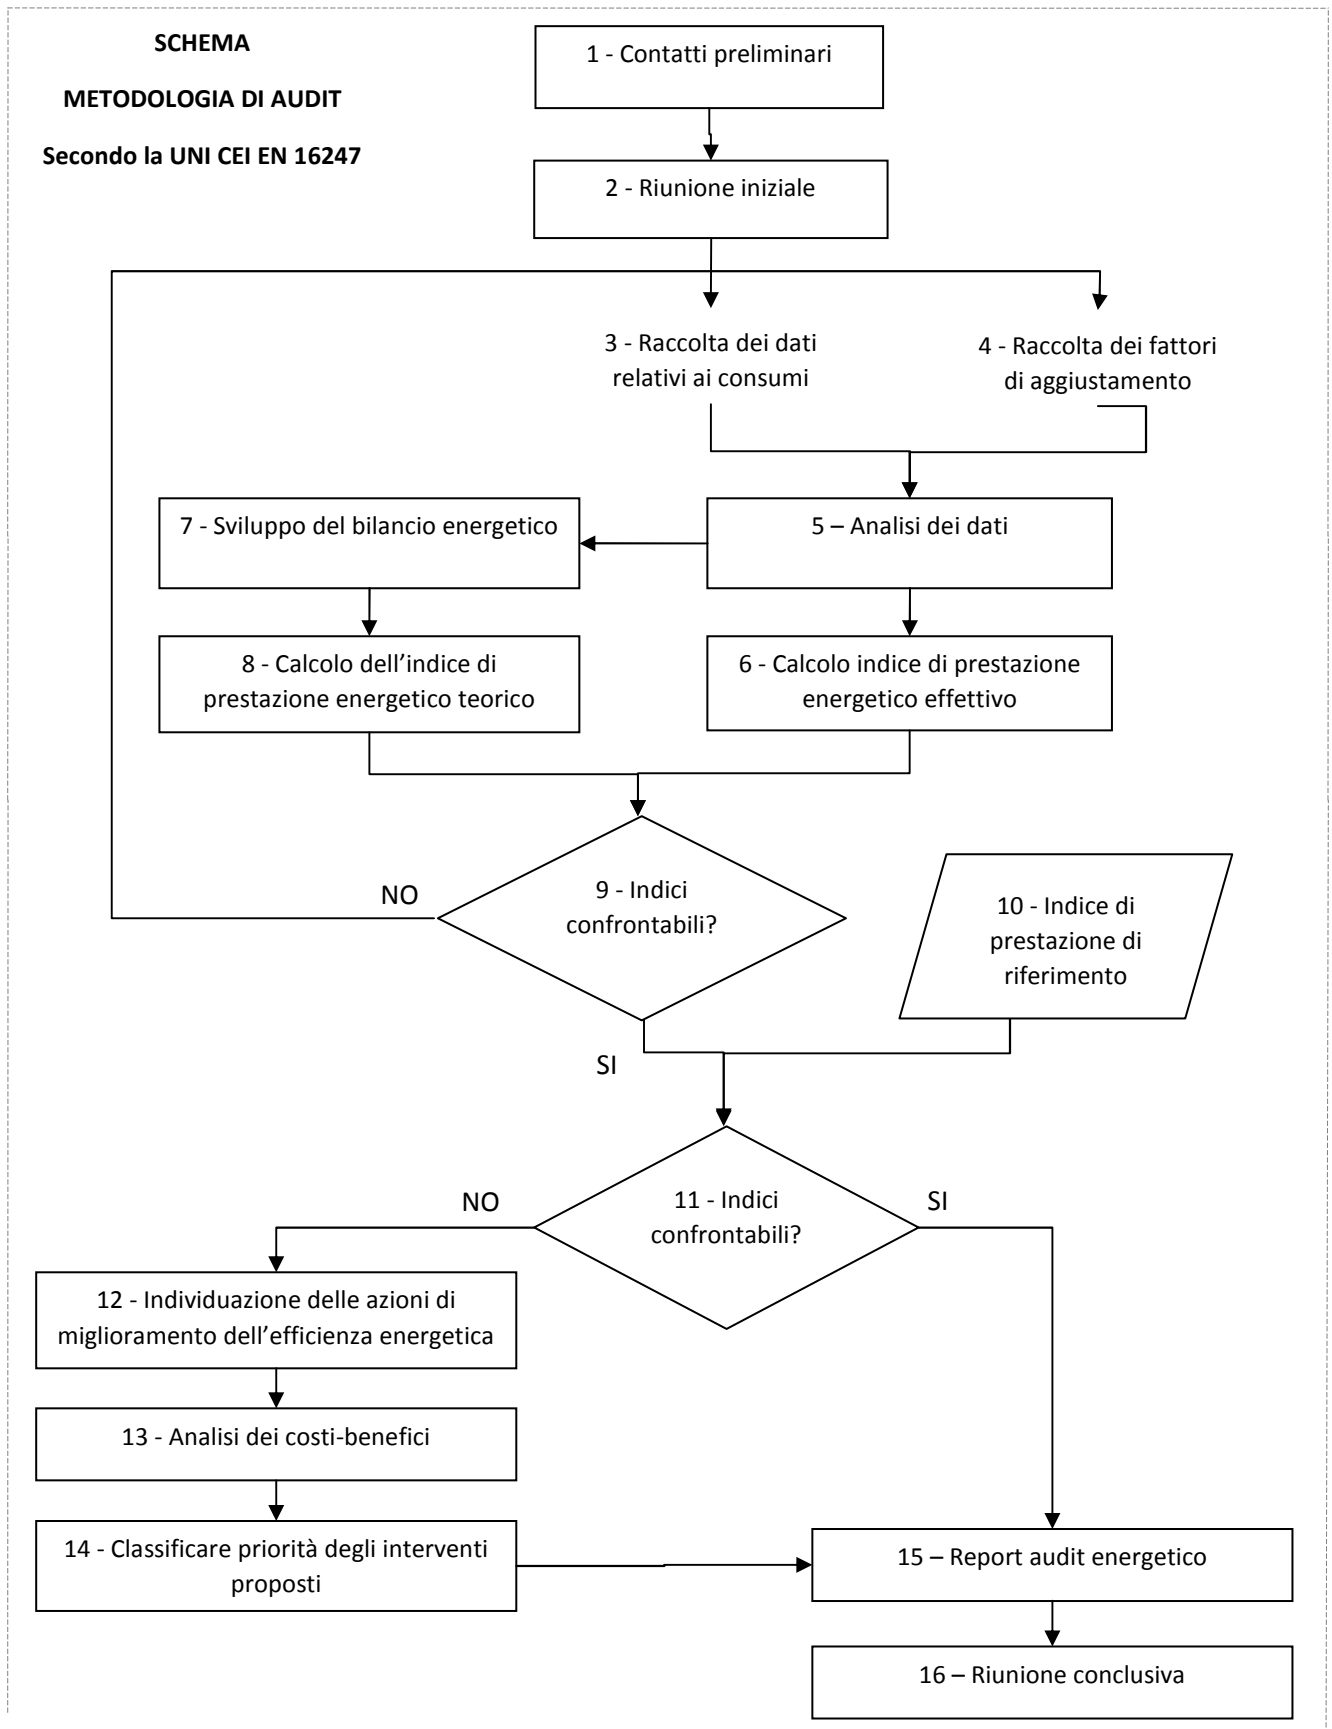 SCHEMA
METODOLOGIA DI AUDIT
Secondo la UNI CEI EN 16247
1 - Contatti preliminari
2 - Riunione iniziale
3 - Raccolta dei dati
relativi ai consumi
4 - Raccolta dei fattori
di aggiustamento
7 - Sviluppo del bilancio energetico
5 – Analisi dei dati
8 - Calcolo dell’indice di
prestazione energetico teorico
6 - Calcolo indice di prestazione
energetico effettivo
NO
9 - Indici
confrontabili?
10 - Indice di
prestazione di
riferimento
SI
NO
11 - Indici
confrontabili?
SI
12 - Individuazione delle azioni di
miglioramento dell’efficienza energetica
13 - Analisi dei costi-benefici
14 - Classificare priorità degli interventi
proposti
15 – Report audit energetico
16 – Riunione conclusiva